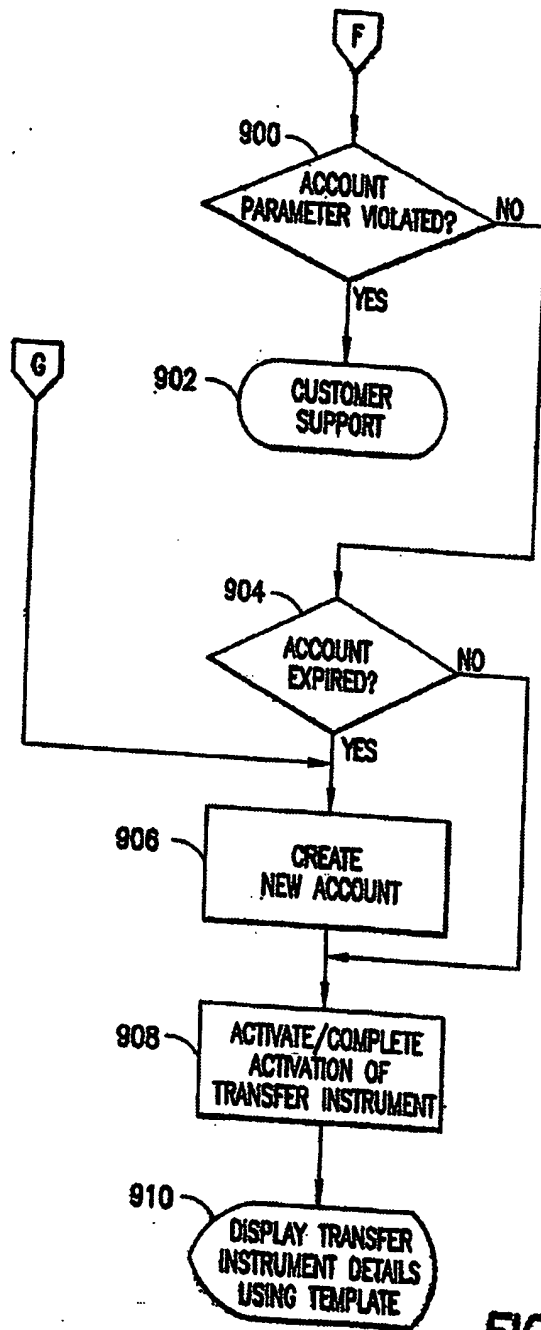 F
900
ACCOUNT
PARAMETER VIOLATED?
NO
YES
G
902
CUSTOMER
SUPPORT
904
ACCOUNT
EXPIRED?
NO
YES
906
CREATE
NEW ACCOUNT
908
ACTIVATE/COMPLETE
ACTIVATION OF
TRANSFER INSTRUMENT
910
DISPLAY TRANSFER
INSTRUMENT DETAILS
USING TEMPLATE